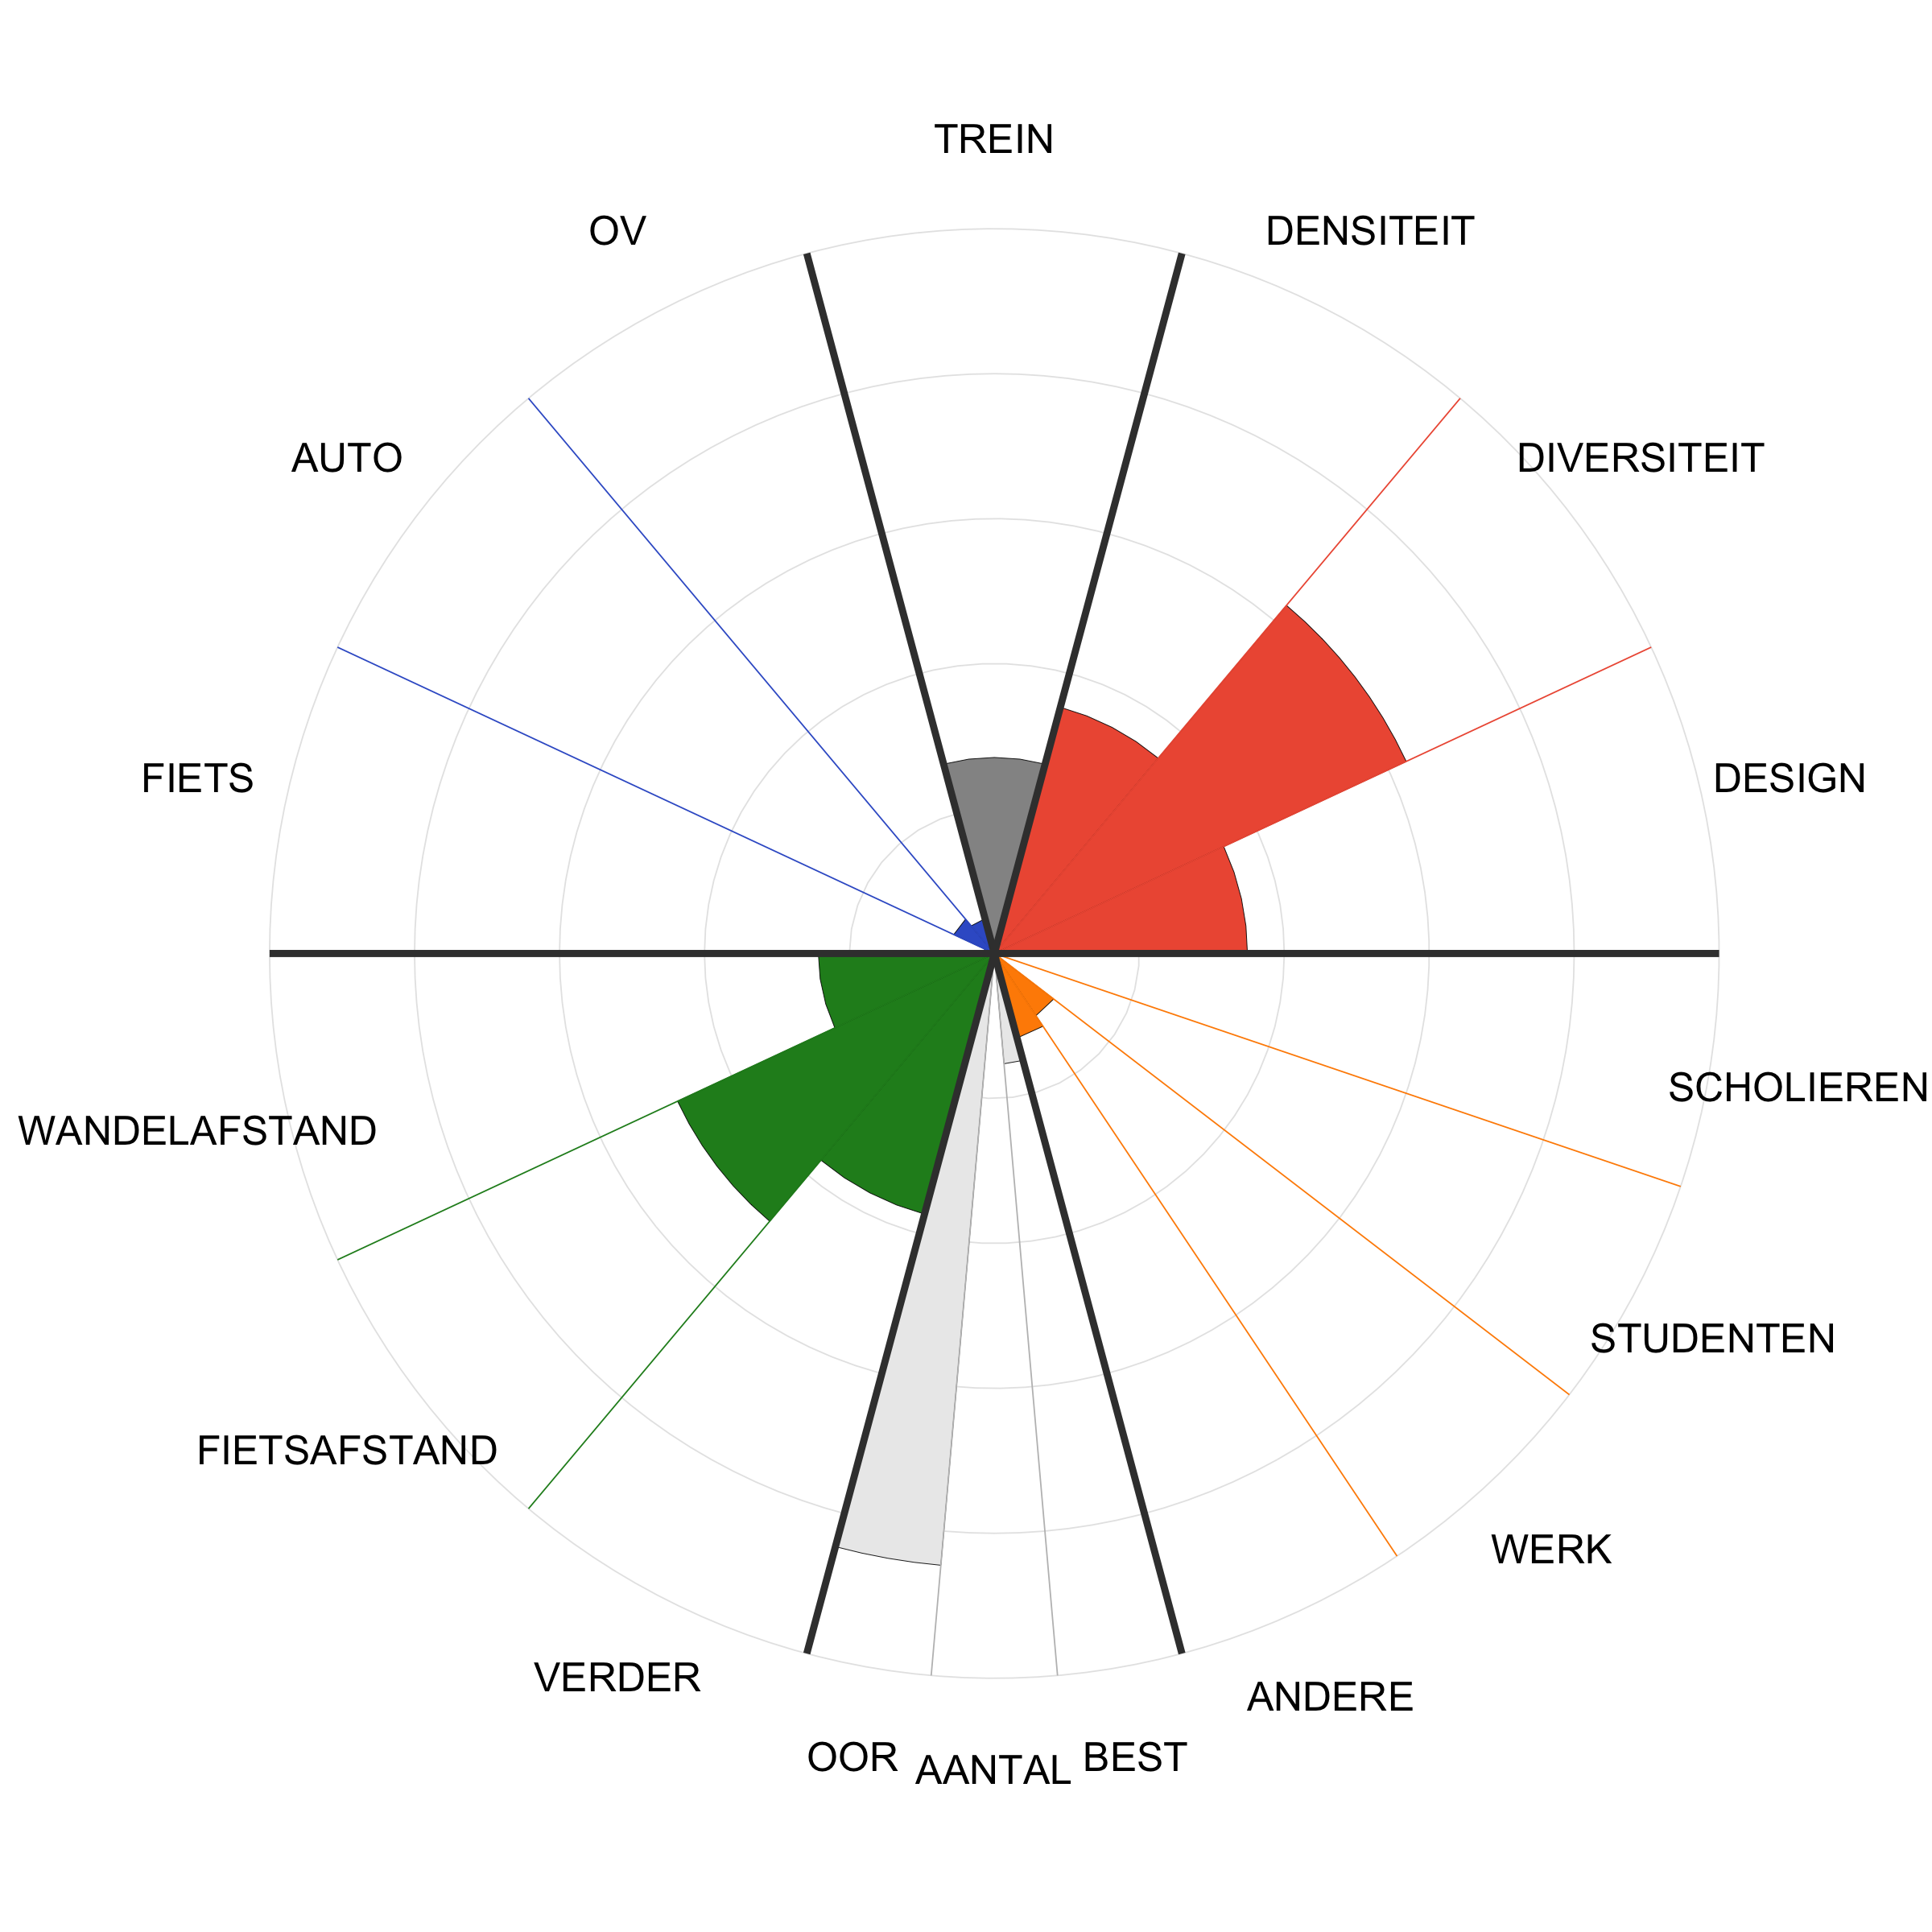 TREIN
OV
DENSITEIT
AUTO
DIVERSITEIT
FIETS
DESIGN
SCHOLIEREN
WANDELAFSTAND
STUDENTEN
FIETSAFSTAND
WERK
VERDER
ANDERE
OOR
AANTAL
BEST